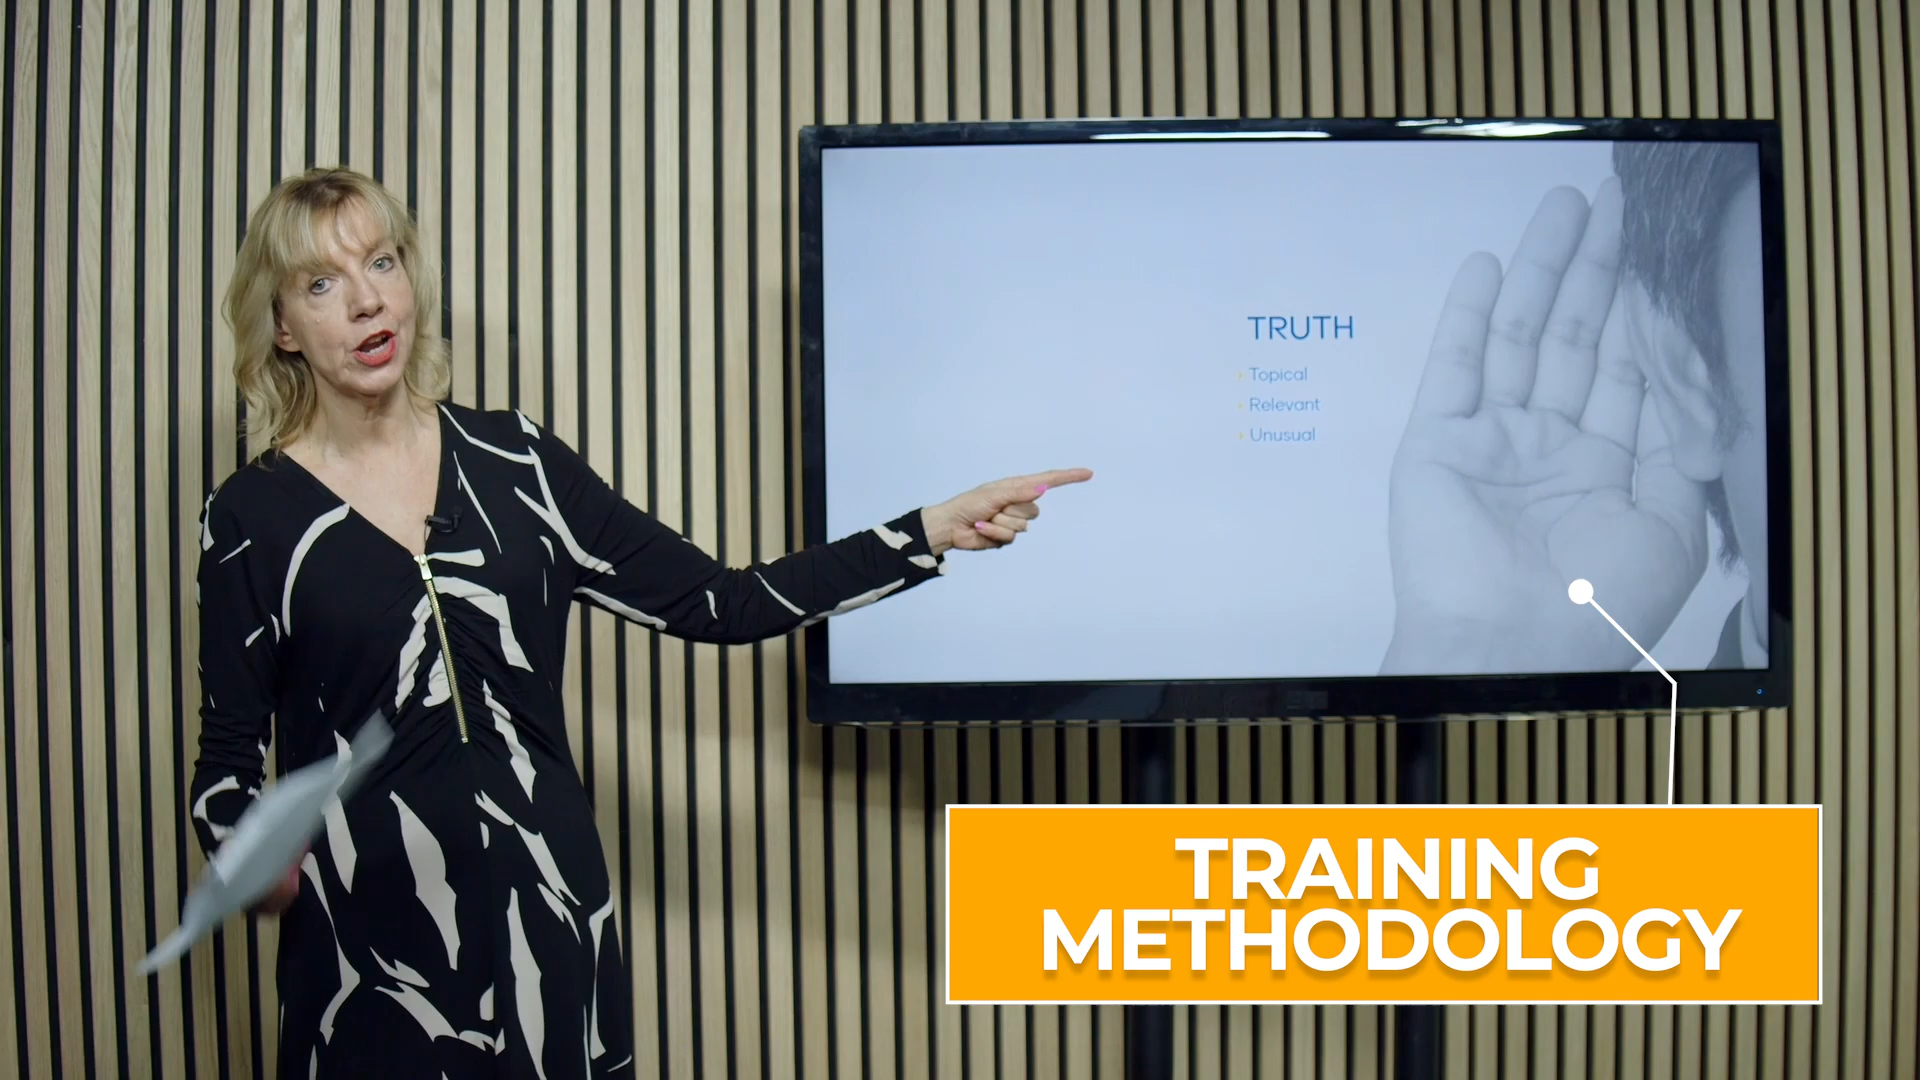 TRUTH
Topical
Relevant
Unusual
TRAINING
METHODOLOGY